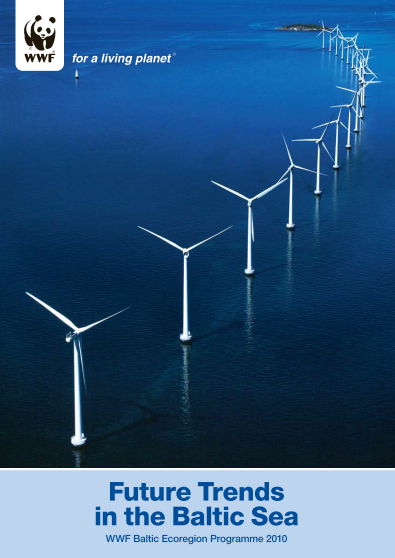 WWF
for a living planet®
Future Trends
in the Baltic Sea
WWF Baltic Ecoregion Programme 2010